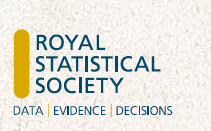 ROYAL
STATISTICAL
SOCIETY
DATA | EVIDENCE | DECISIONS